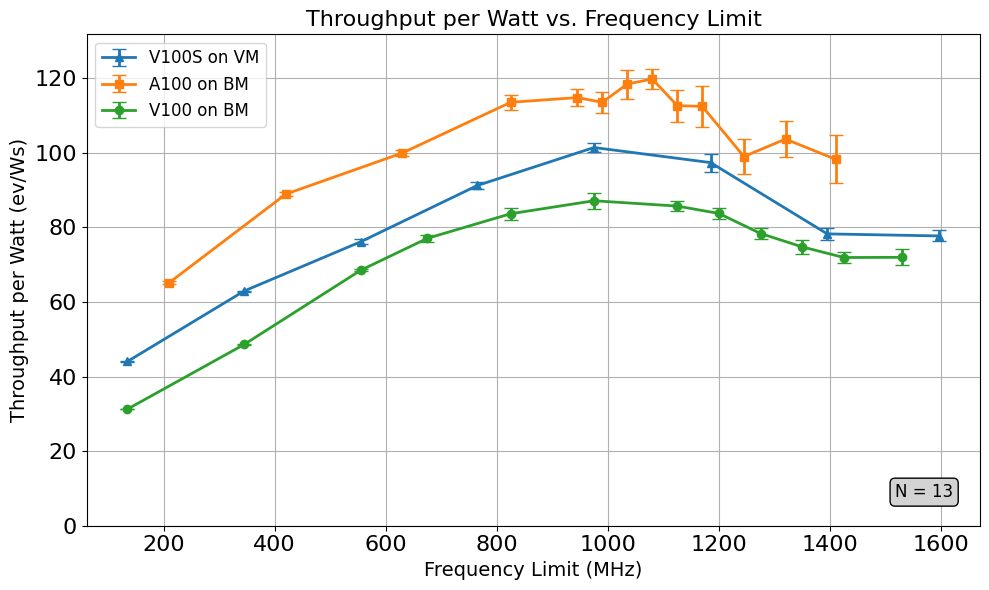 Throughput per Watt vs. Frequency Limit
V100S on VM
A100 on BM
V100 on BM
Throughput per Watt (ev/Ws)
120
100
80
60
40
20
0
N = 13
200 400 600 800 1000 1200 1400 1600
Frequency Limit (MHz)